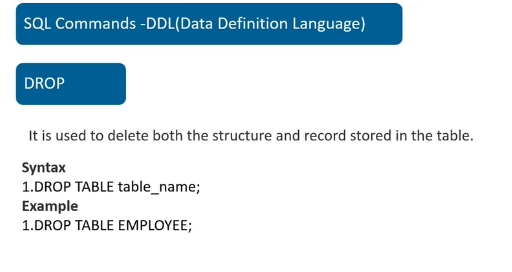 SQL Commands -DDL(Data Definition Language)
DROP
It is used to delete both the structure and record stored in the table.
Syntax
1.DROP TABLE table_name;
Example
1.DROP TABLE EMPLOYEE;